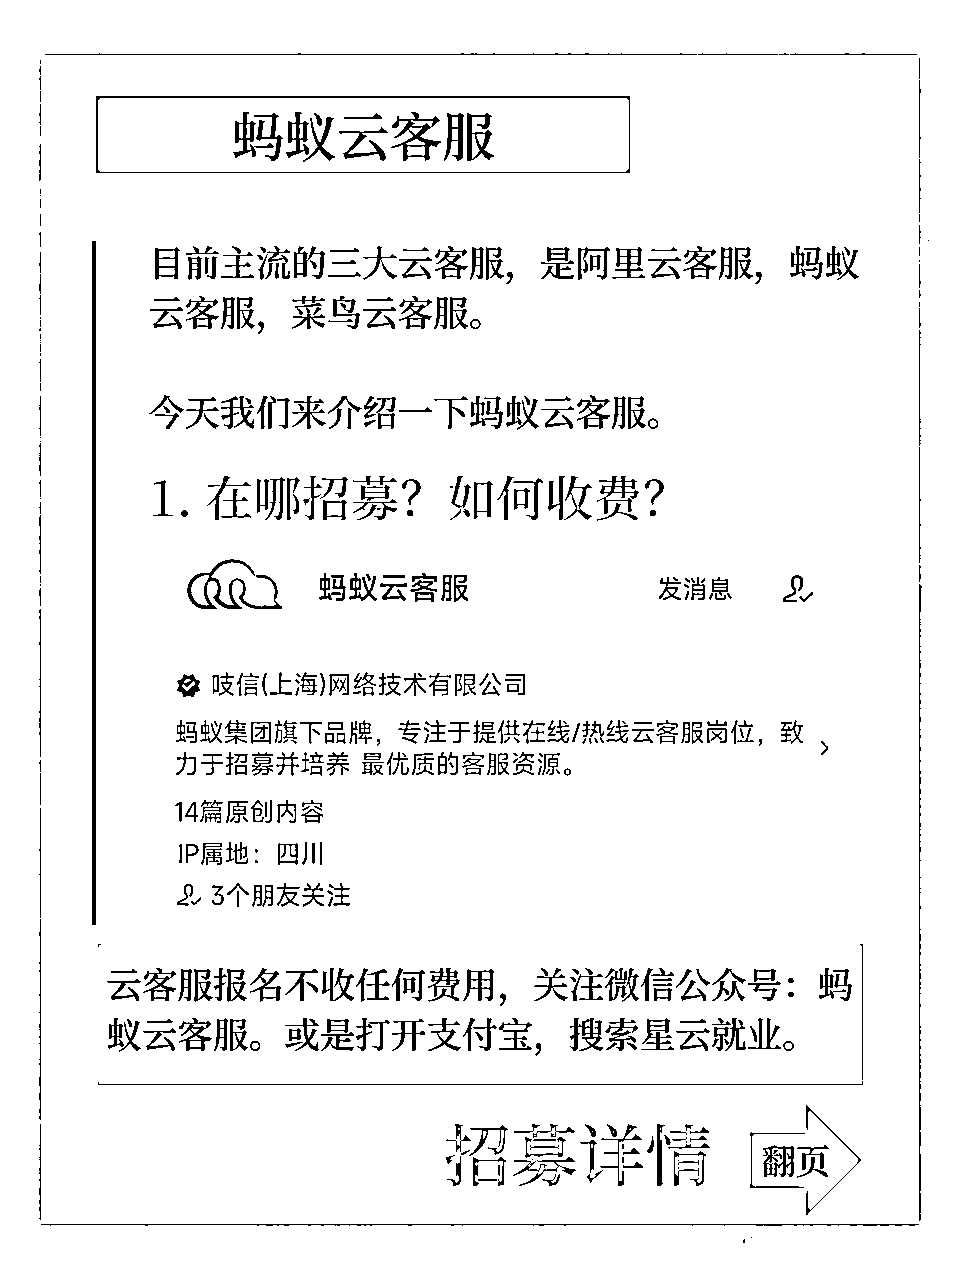 蚂蚁云客服
目前主流的三大云客服，是阿里云客服，蚂蚁
云客服，菜鸟云客服。
今天我们来介绍一下蚂蚁云客服。
1. 在哪招募？如何收费？
蚂蚁云客服 发消息
吱信(上海)网络技术有限公司
蚂蚁集团旗下品牌，专注于提供在线/热线云客服岗位，致
力于招募并培养 最优质的客服资源。
14篇原创内容
IP属地：四川
3个朋友关注
云客服报名不收任何费用，关注微信公众号：蚂
蚁云客服。或是打开支付宝，搜索星云就业。
招募详情 翻页